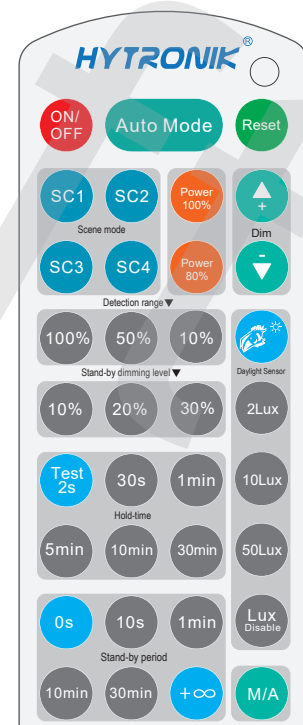 HYTRONIK®
ON/
OFF
Auto Mode
Reset
SC1 SC2 Power
100% +
Scene mode
Dim
SC3 SC4 Power
80% -
Detection range▼
100% 50% 10%
Stand-by dimming level▼
Daylight Sensor
10% 20% 30% 2Lux
Test
2s 30s 1min 10Lux
Hold-time
5min 10min 30min 50Lux
0s 10s 1min Lux
Disable
Stand-by period
10min 30min +∞ M/A